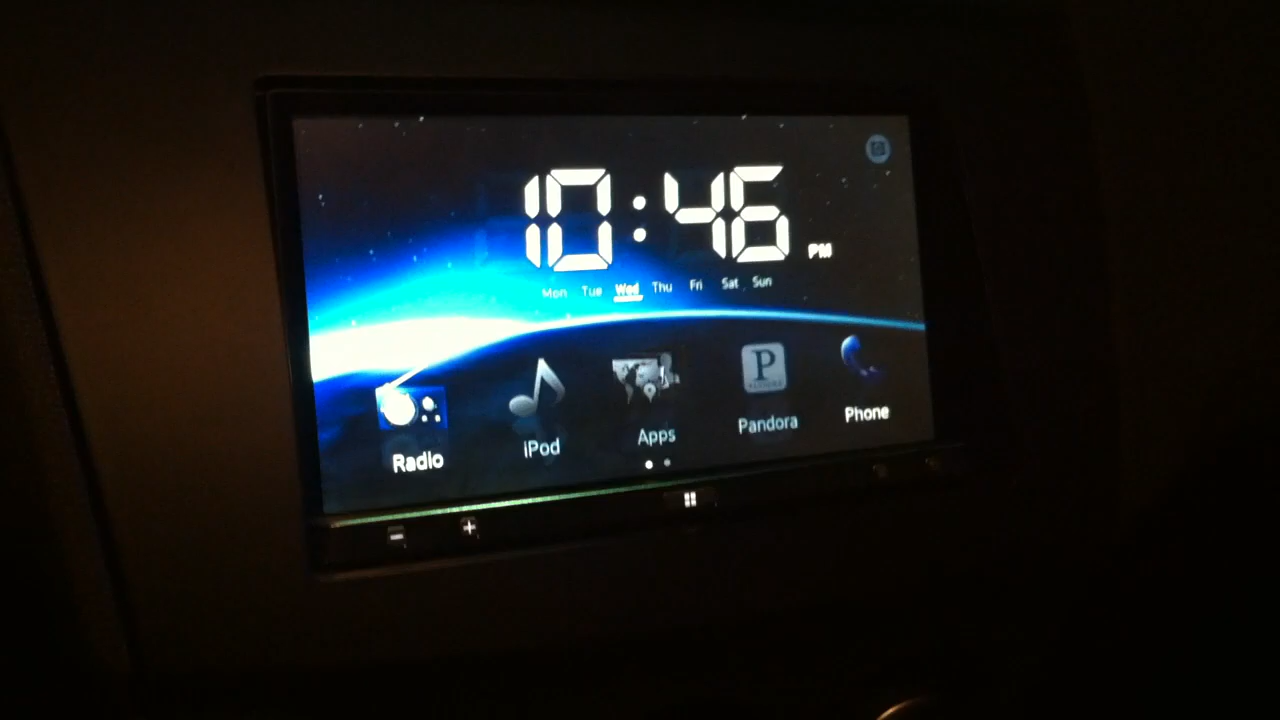 10:46 PM
Mon Tue Wed Thu Fri Sat Sun
P
Radio iPod Apps Pandora Phone
- +